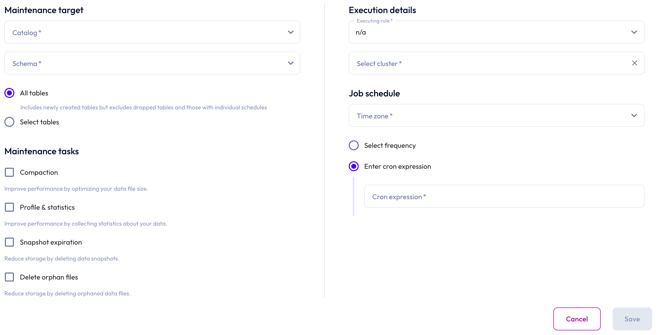 Maintenance target
Catalog *
Schema *
All tables
Includes newly created tables but excludes dropped tables and those with individual schedules
Select tables
Maintenance tasks
Compaction
Improve performance by optimizing your data file size.
Profile & statistics
Improve performance by collecting statistics about your data.
Snapshot expiration
Reduce storage by deleting data snapshots.
Delete orphan files
Reduce storage by deleting orphaned data files.
Execution details
Executing role *
n/a
Select cluster *
Job schedule
Time zone *
Select frequency
Enter cron expression
Cron expression *
Cancel
Save